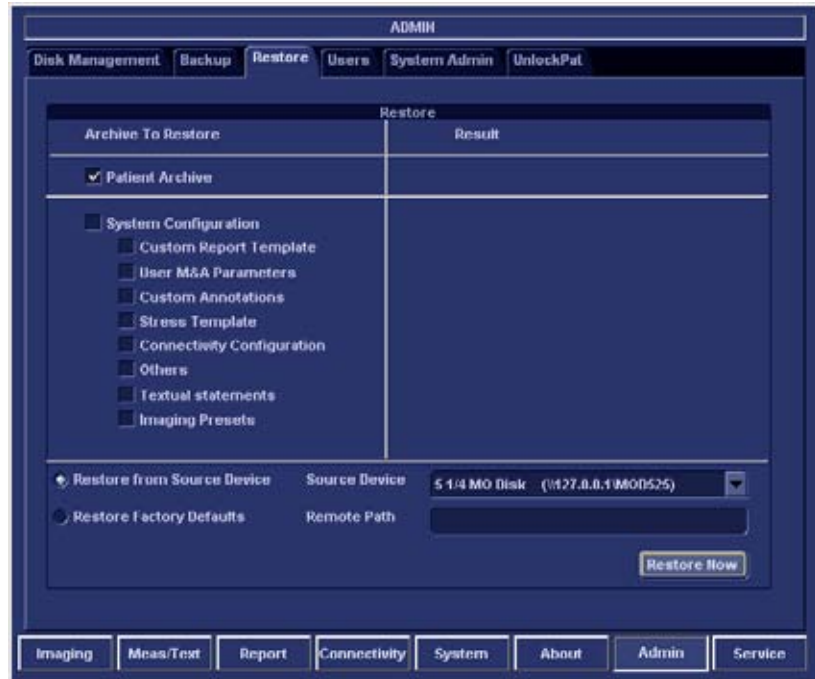 ADMIN
Disk Management Backup Restore Users System Admin UnlockPat
Restore
Archive To Restore Result
Patient Archive
System Configuration
Custom Report Template
User M&A Parameters
Custom Annotations
Stress Template
Connectivity Configuration
Others
Textual statements
Imaging Presets
Restore from Source Device Source Device 5 1/4 MO Disk (\\127.0.0.1\MOD525)
Restore Factory Defaults Remote Path
Restore Now
Imaging Meas/Text Report Connectivity System About Admin Service